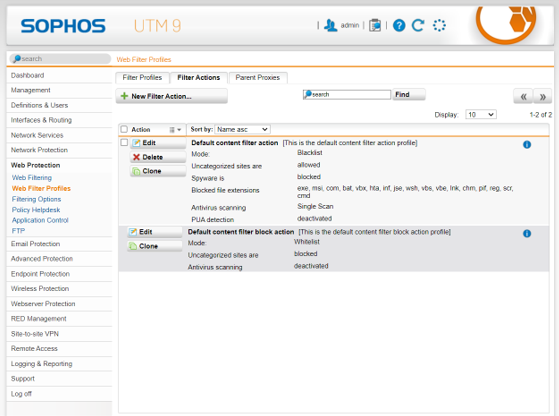 SOPHOS UTM 9 admin
search
Dashboard
Management
Definitions & Users
Interfaces & Routing
Network Services
Network Protection
Web Protection
Web Filtering
Web Filter Profiles
Filtering Options
Policy Helpdesk
Application Control
FTP
Email Protection
Advanced Protection
Endpoint Protection
Wireless Protection
Webserver Protection
RED Management
Site-to-site VPN
Remote Access
Logging & Reporting
Support
Log off
Web Filter Profiles
Filter Profiles Filter Actions Parent Proxies
New Filter Action... search Find
Display: 10 1-2 of 2
Action Sort by: Name asc
Edit Default content filter action [This is the default content filter action profile]
Mode: Blacklist
Delete Uncategorized sites are allowed
Clone Spyware is blocked
Blocked file extensions exe, msi, com, bat, vbx, hta, inf, jse, wsh, vbs, vbe, lnk, chm, pif, reg, scr,
cmd
Antivirus scanning Single Scan
PUA detection deactivated
Edit Default content filter block action [This is the default content filter block action profile]
Mode: Whitelist
Clone Uncategorized sites are blocked
Antivirus scanning deactivated